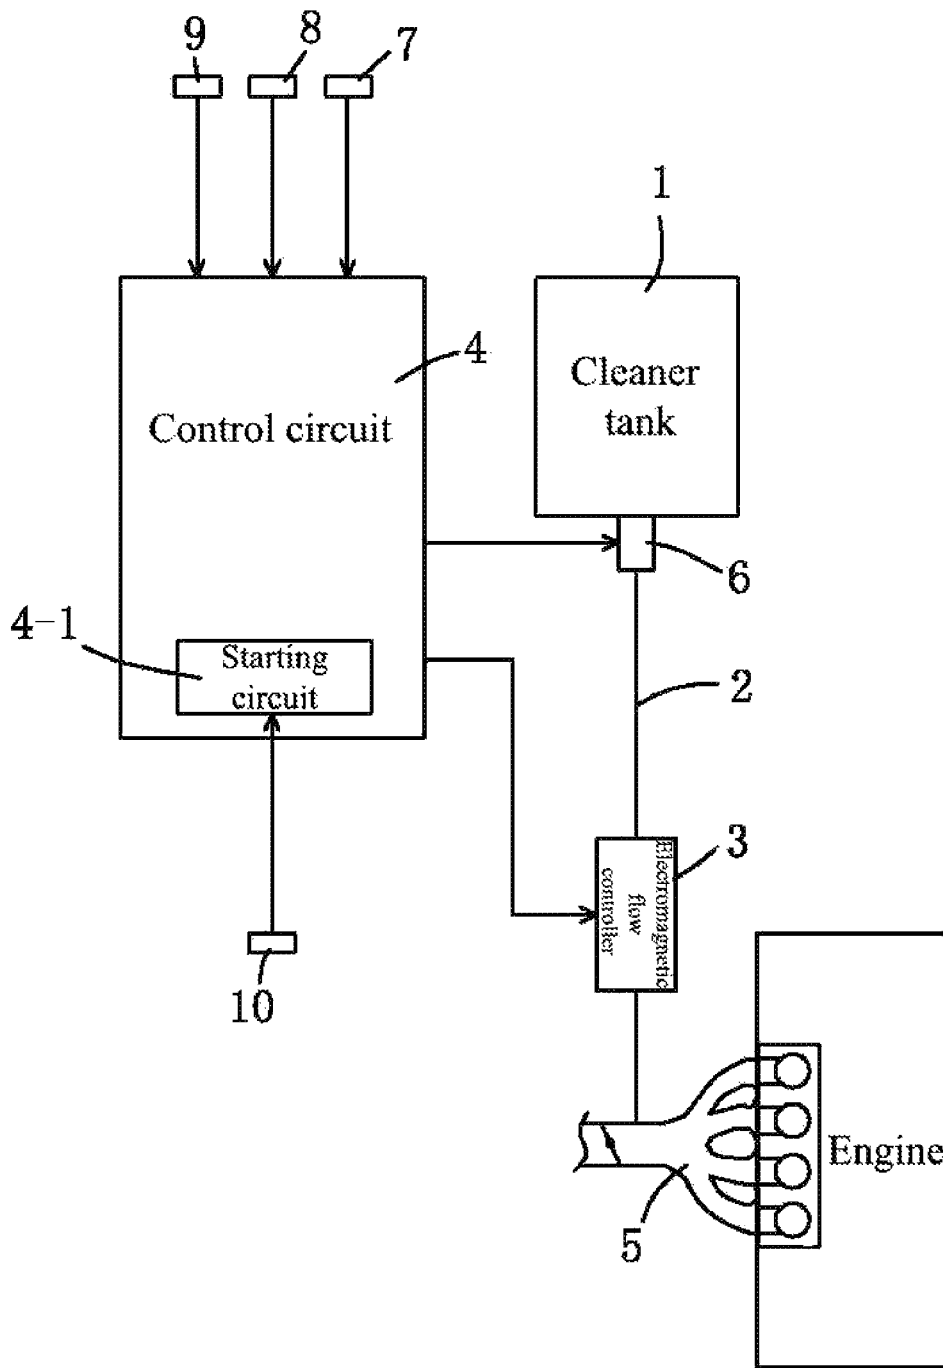 9
8
7
1
4
Control circuit
Cleaner
tank
6
4-1
Starting
circuit
2
3
Electromagnetic
flow
controller
10
Engine
5